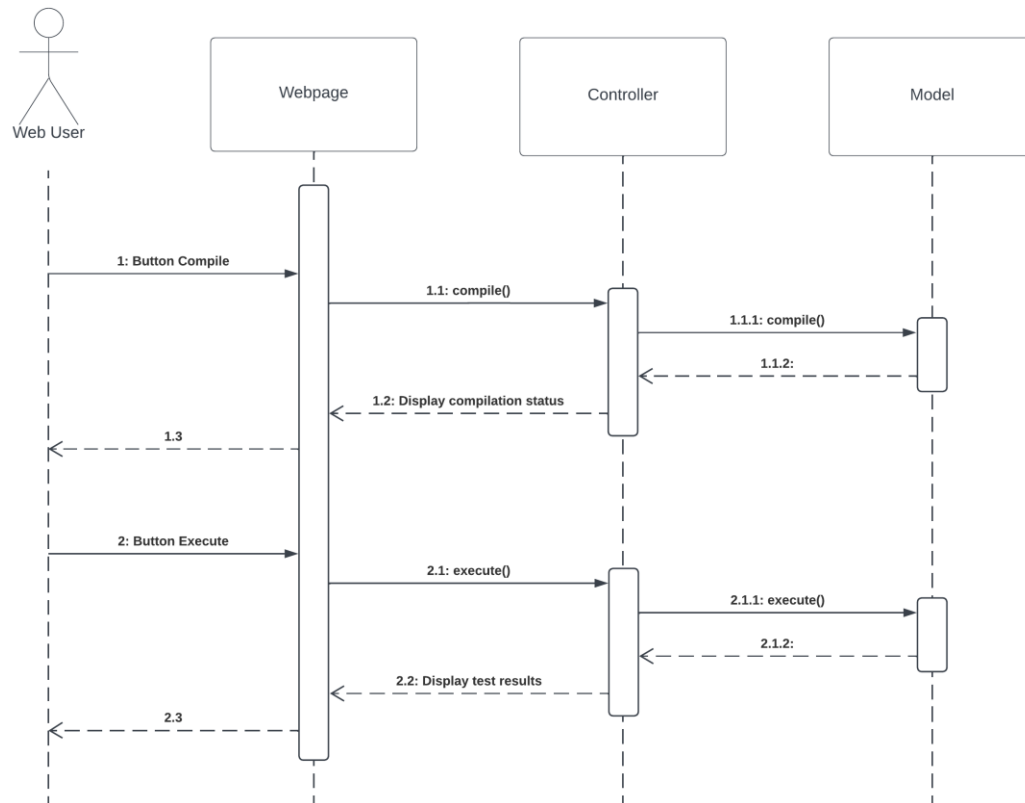 Web User
Webpage
Controller
Model
1: Button Compile
1.1: compile()
1.1.1: compile()
1.1.2:
1.2: Display compilation status
1.3
2: Button Execute
2.1: execute()
2.1.1: execute()
2.1.2:
2.2: Display test results
2.3